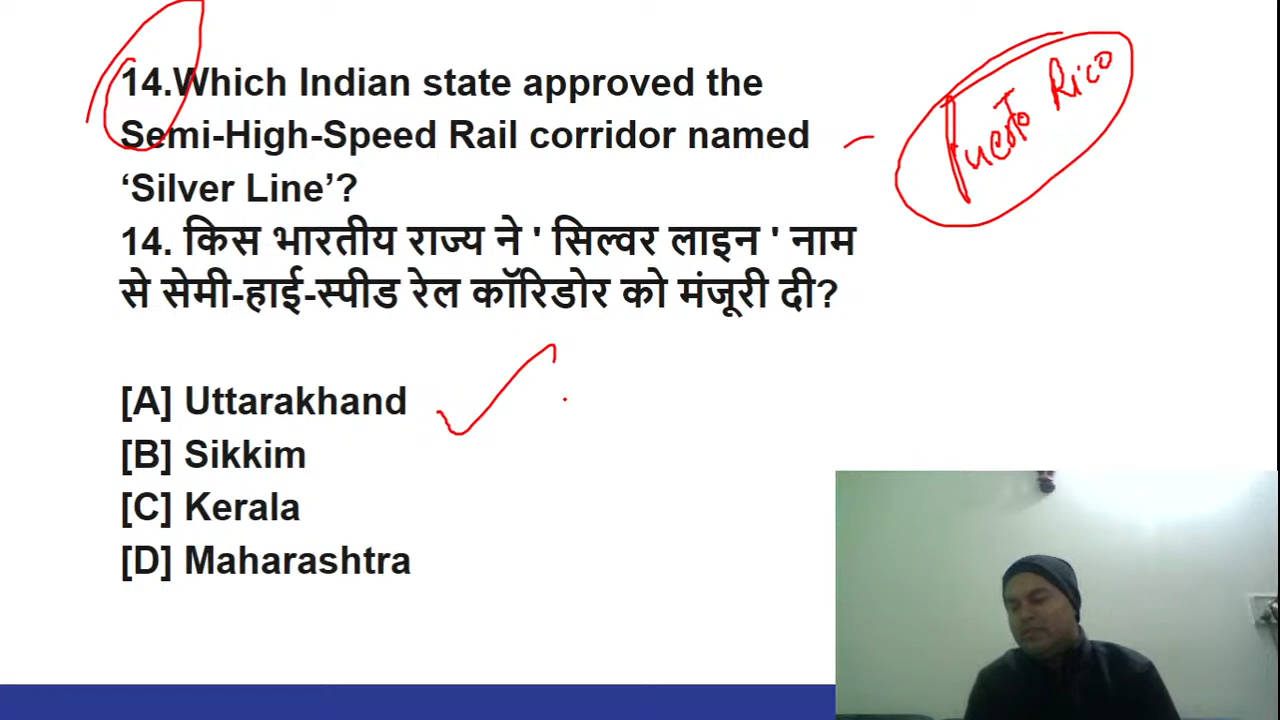 14.Which Indian state approved the
Semi-High-Speed Rail corridor named
‘Silver Line’?
Puerto Rico
14. किस भारतीय राज्य ने ' सिल्वर लाइन ' नाम
से सेमी-हाई-स्पीड रेल कॉरिडोर को मंजूरी दी?
[A] Uttarakhand
[B] Sikkim
[C] Kerala
[D] Maharashtra